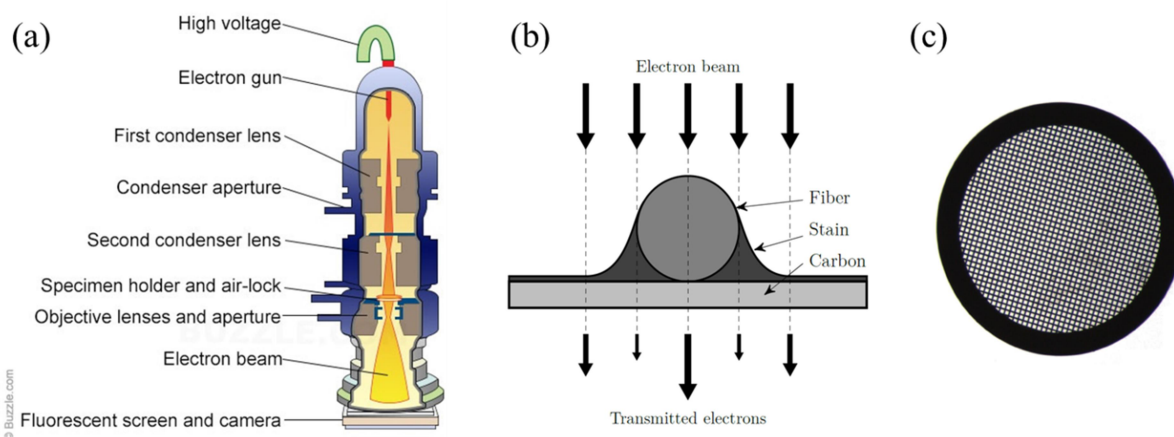 (a)
High voltage
Electron gun
First condenser lens
Condenser aperture
Second condenser lens
Specimen holder and air-lock
Objective lenses and aperture
Electron beam
Fluorescent screen and camera
© Buzzle.com
(b)
Electron beam
Fiber
Stain
Carbon
Transmitted electrons
(c)